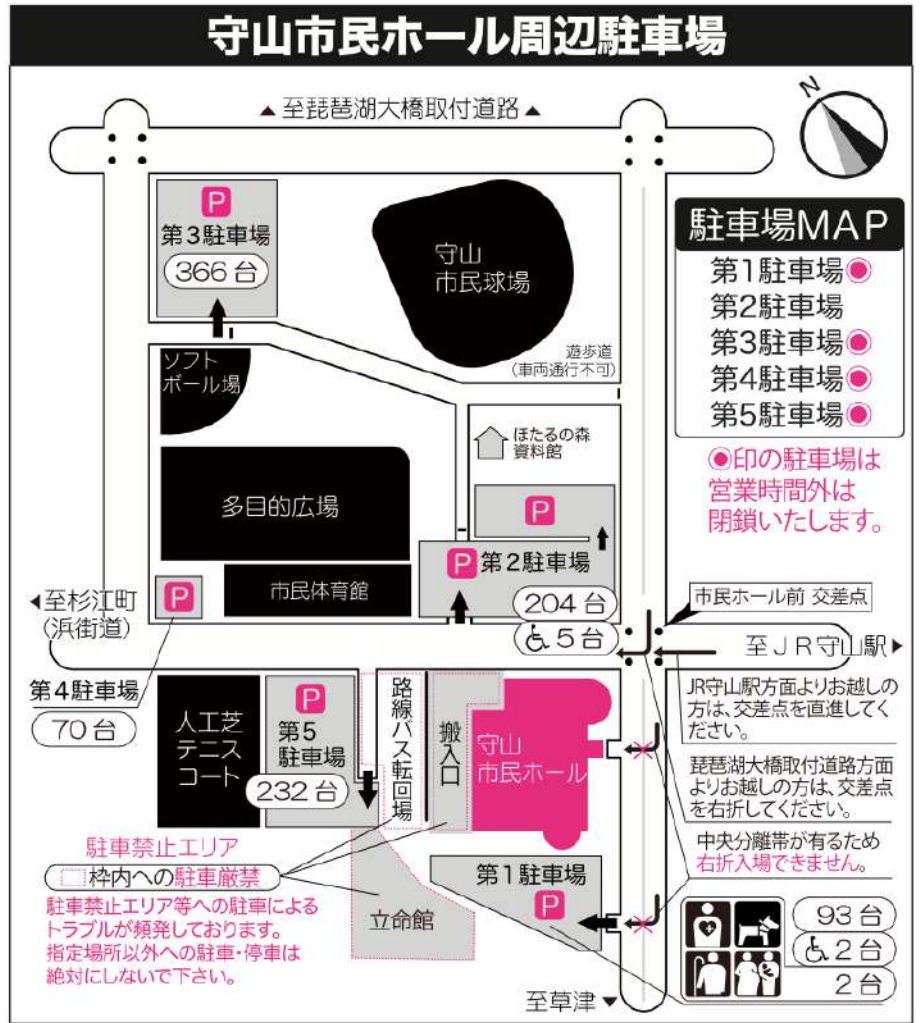 守山市民ホール周辺駐車場
▲至琵琶湖大橋取付道路▲
N
P
第3駐車場
366台
守山
市民球場
駐車場MAP
第1駐車場◉
第2駐車場
第3駐車場◉
第4駐車場◉
第5駐車場◉
◉印の駐車場は
営業時間外は
閉鎖いたします。
遊歩道
(車両通行不可)
ソフト
ボール場
ほたるの森
資料館
多目的広場
P
P 第2駐車場
204台
5台
市民体育館
P
◀至杉江町
(浜街道)
第4駐車場
70台
市民ホール前 交差点
至JR守山駅▶
JR守山駅方面よりお越しの
方は、交差点を直進してく
ださい。
琵琶湖大橋取付道路方面
よりお越しの方は、交差点
を右折してください。
中央分離帯が有るため
右折入場できません。
人工芝
テニス
コート
P
第5
駐車場
232台
路線バス転回場
搬入口
守山
市民ホール
駐車禁止エリア
枠内への駐車厳禁
駐車禁止エリア等への駐車による
トラブルが頻発しております。
指定場所以外への駐車・停車は
絶対にしないで下さい。
立命館
第1駐車場
P
93台
2台
2台
至草津▼